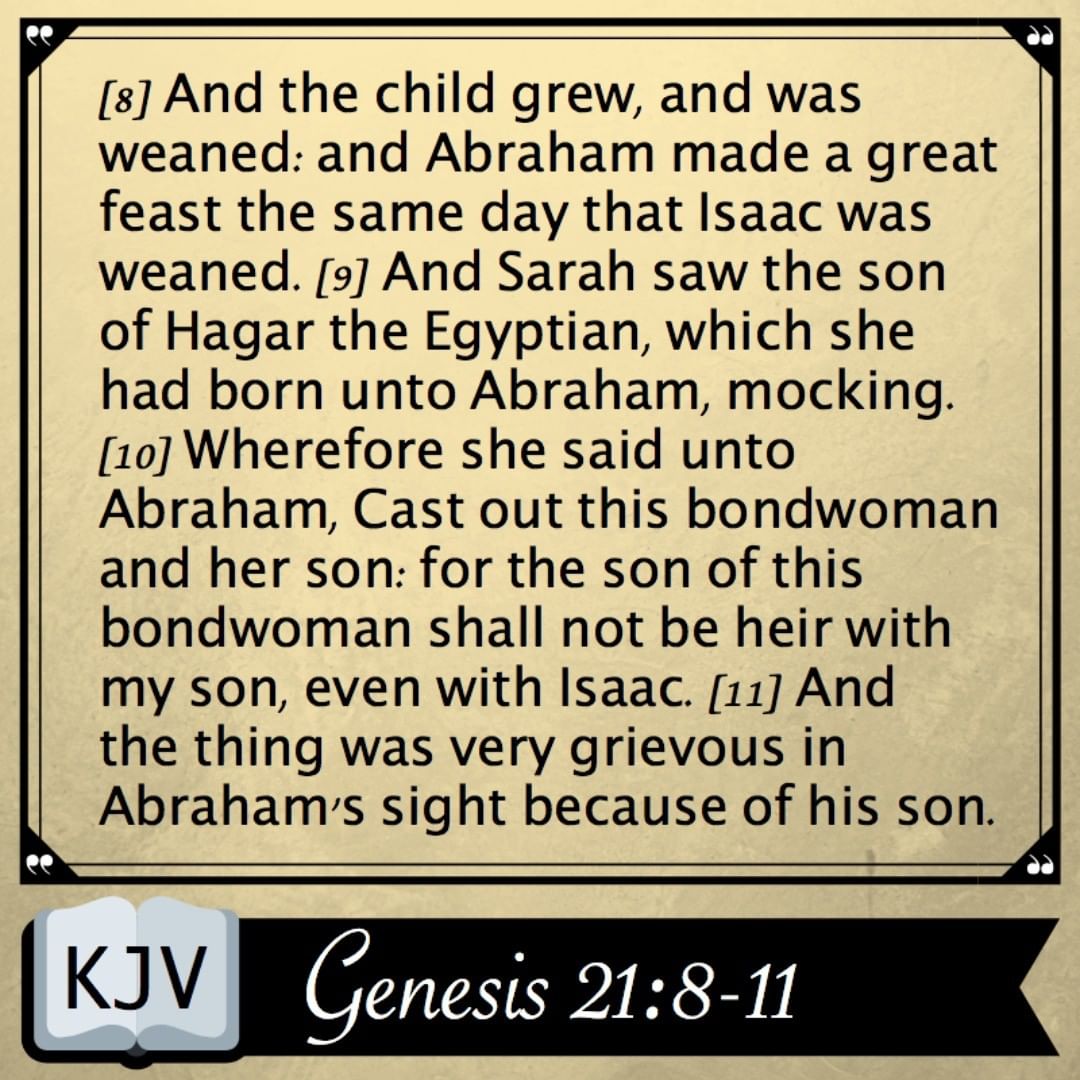 [8] And the child grew, and was
weaned: and Abraham made a great
feast the same day that Isaac was
weaned. [9] And Sarah saw the son
of Hagar the Egyptian, which she
had born unto Abraham, mocking.
[10] Wherefore she said unto
Abraham, Cast out this bondwoman
and her son: for the son of this
bondwoman shall not be heir with
my son, even with Isaac. [11] And
the thing was very grievous in
Abraham's sight because of his son.
KJV
Genesis 21:8-11